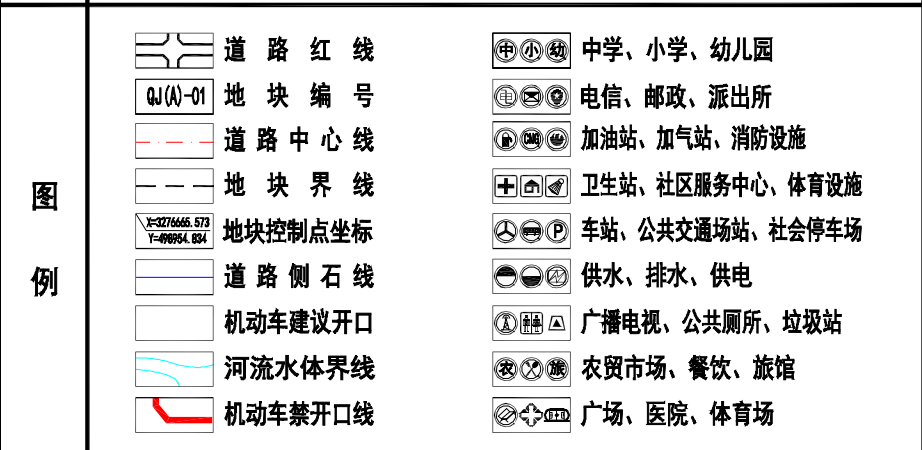 图例
道路红线
中 小 幼 中学、小学、幼儿园
QJ(A)-01 地块编号
电 电信、邮政、派出所
道路中心线
CNG 加油站、加气站、消防设施
地块界线
卫生站、社区服务中心、体育设施
X=3276665.573
Y=498954.834
地块控制点坐标
P 车站、公共交通场站、社会停车场
道路侧石线
供水、排水、供电
机动车建议开口
广播电视、公共厕所、垃圾站
河流水体界线
农 旅 农贸市场、餐饮、旅馆
机动车禁开口线
广场、医院、体育场